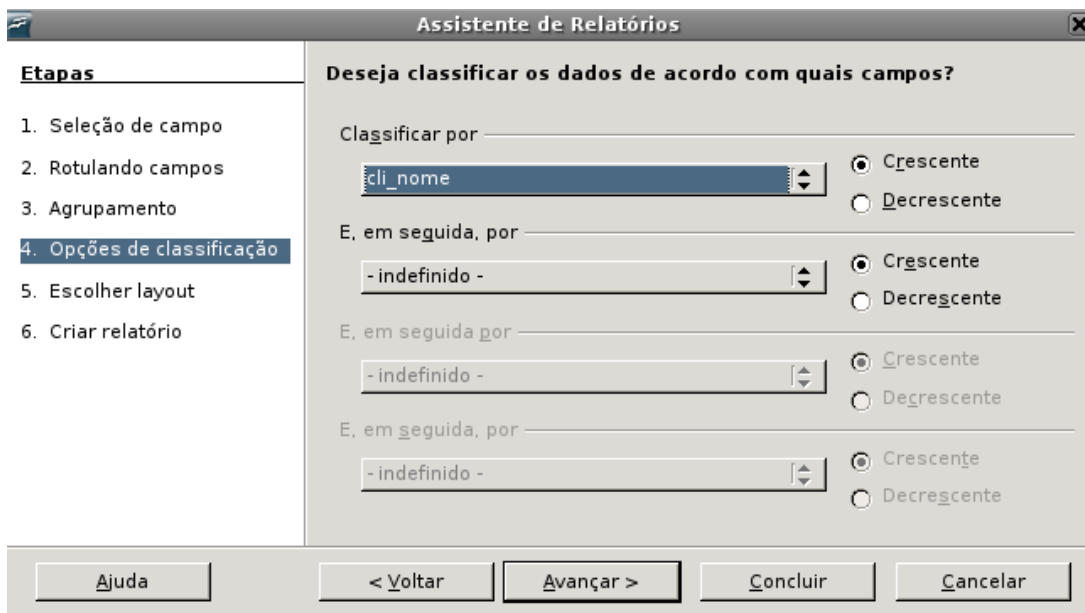 Assistente de Relatórios
Etapas
1. Seleção de campo
2. Rotulando campos
3. Agrupamento
4. Opções de classificação
5. Escolher layout
6. Criar relatório
Deseja classificar os dados de acordo com quais campos?
Classificar por
cli_nome
Crescente
Decrescente
E, em seguida, por
- indefinido -
Crescente
Decrescente
E, em seguida por
- indefinido -
Crescente
Decrescente
E, em seguida, por
- indefinido -
Crescente
Decrescente
Ajuda
< Voltar
Avançar >
Concluir
Cancelar